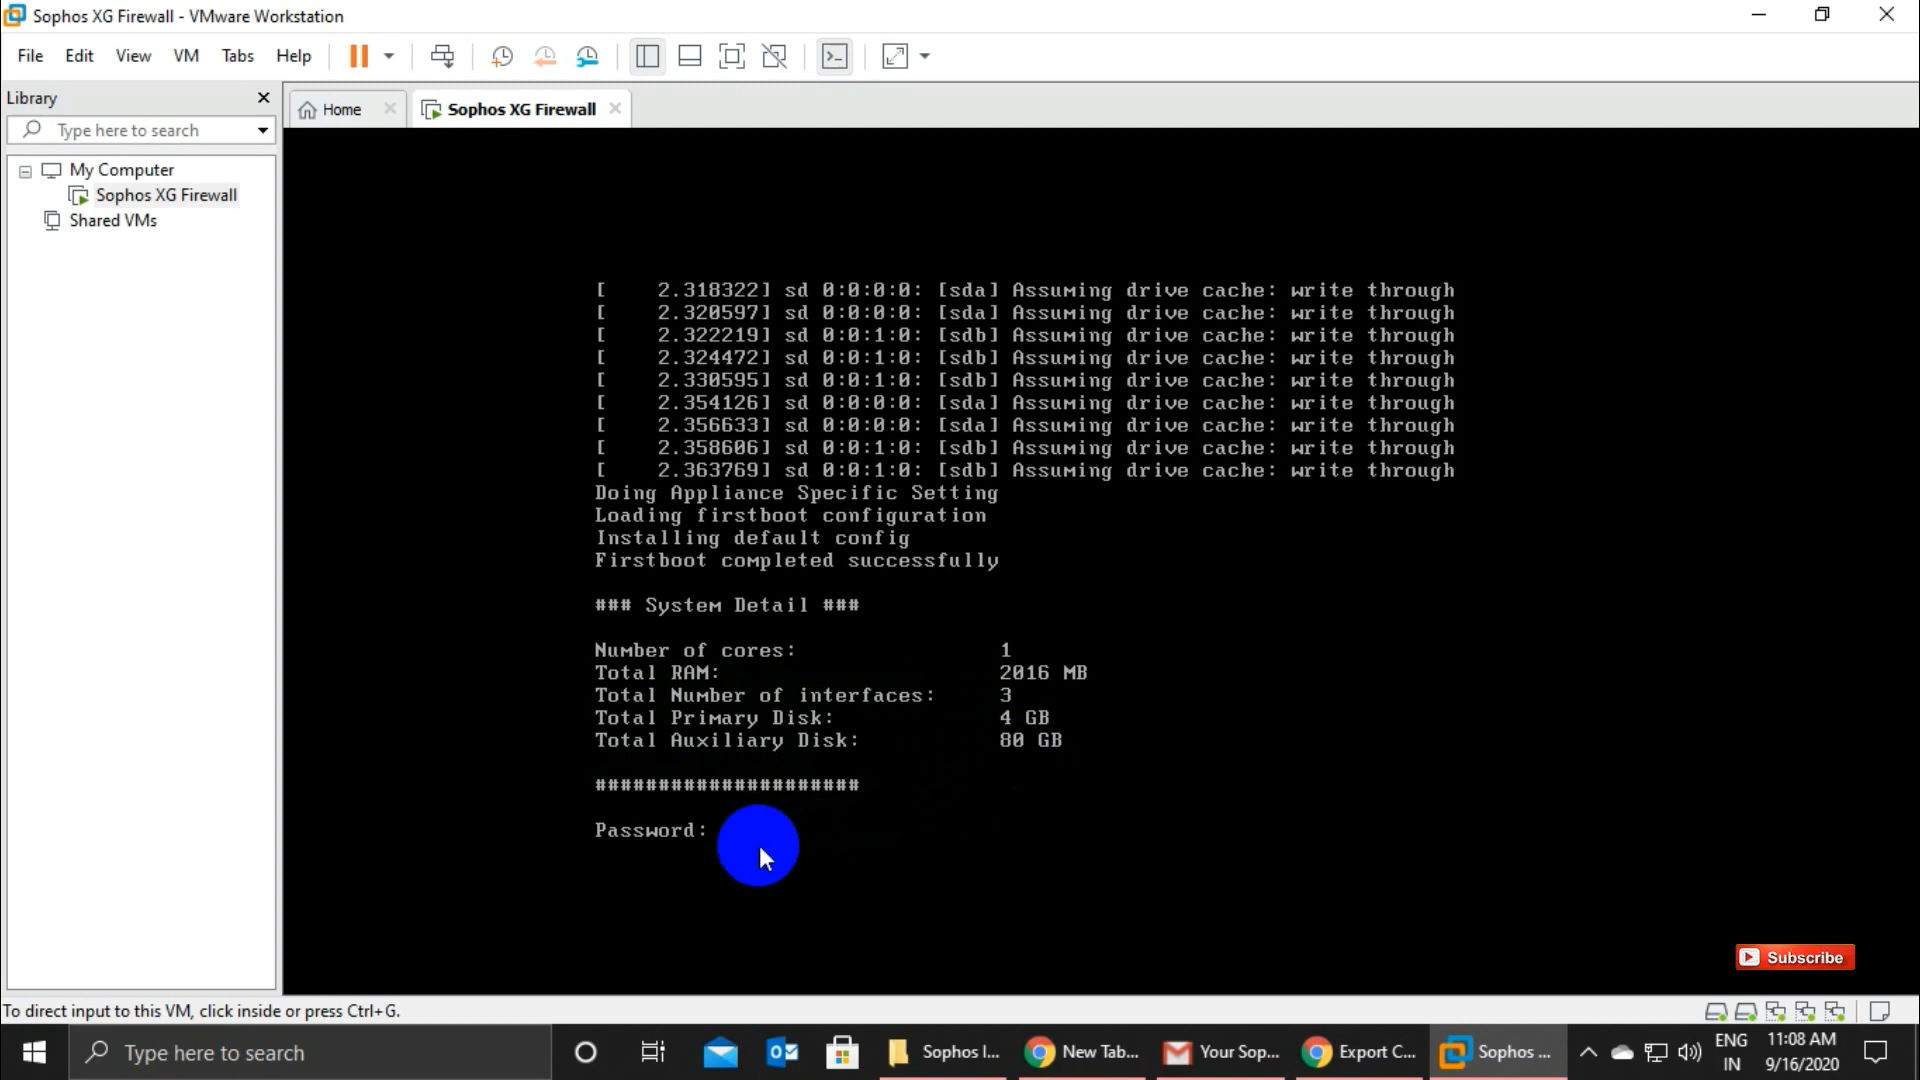 Sophos XG Firewall - VMware Workstation
File Edit View VM Tabs Help
Library
Type here to search
My Computer
Sophos XG Firewall
Shared VMs
Home
Sophos XG Firewall
[    2.318322] sd 0:0:0:0: [sda] Assuming drive cache: write through
[    2.320597] sd 0:0:0:0: [sda] Assuming drive cache: write through
[    2.322219] sd 0:0:1:0: [sdb] Assuming drive cache: write through
[    2.324472] sd 0:0:1:0: [sdb] Assuming drive cache: write through
[    2.330595] sd 0:0:1:0: [sdb] Assuming drive cache: write through
[    2.354126] sd 0:0:0:0: [sda] Assuming drive cache: write through
[    2.356633] sd 0:0:0:0: [sda] Assuming drive cache: write through
[    2.358606] sd 0:0:1:0: [sdb] Assuming drive cache: write through
[    2.363769] sd 0:0:1:0: [sdb] Assuming drive cache: write through
Doing Appliance Specific Setting
Loading firstboot configuration
Installing default config
Firstboot completed successfully
### System Detail ###
Number of cores: 1
Total RAM: 2016 MB
Total Number of interfaces: 3
Total Primary Disk: 4 GB
Total Auxiliary Disk: 80 GB
#####################
Password:
Subscribe
To direct input to this VM, click inside or press Ctrl+G.
Type here to search
Sophos I...
New Tab...
Your Sop...
Export C...
Sophos ...
ENG
IN
11:08 AM
9/16/2020